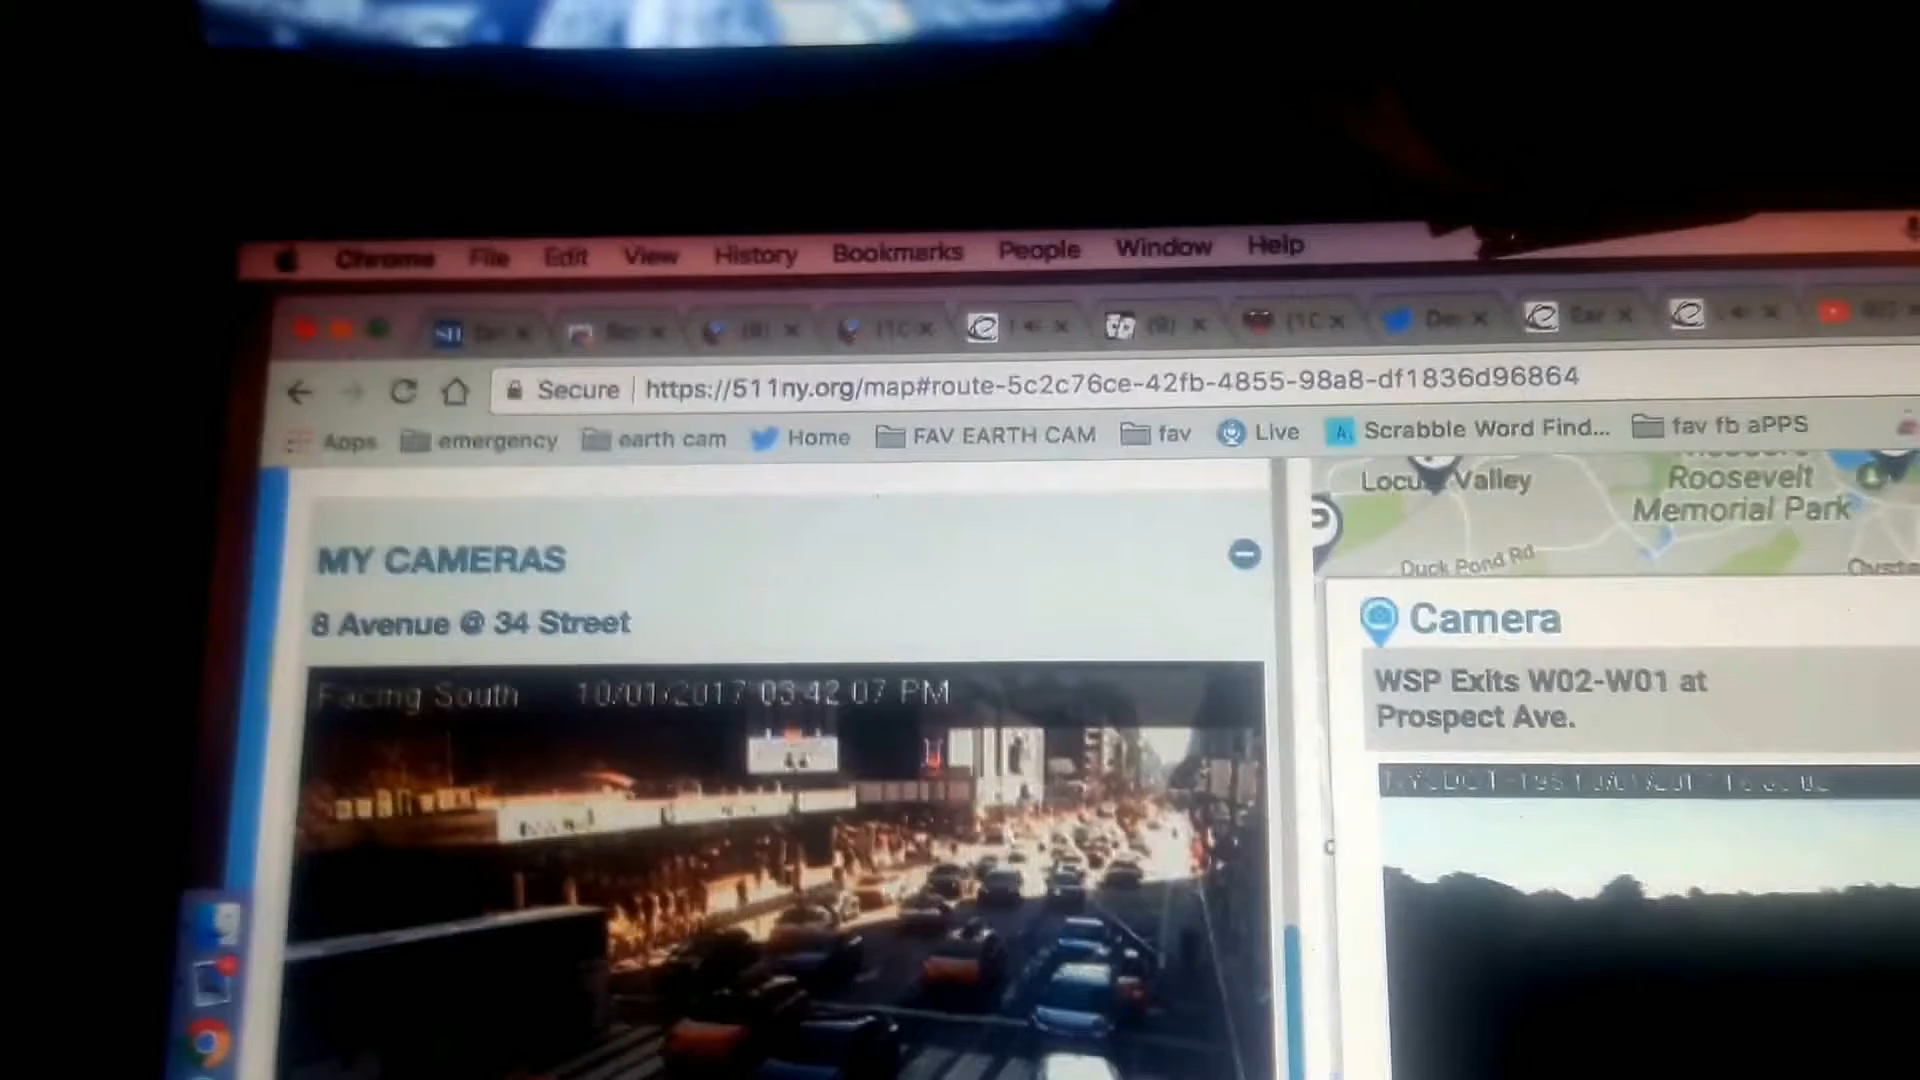 Chrome File Edit View History Bookmarks People Window Help
Secure https://511ny.org/map#route-5c2c76ce-42fb-4855-98a8-df1836d96864
Apps emergency earth cam Home FAV EARTH CAM fav Live Scrabble Word Find... fav fb aPPS
Valley
Roosevelt
Memorial Park
Duck Pond Rd
MY CAMERAS
8 Avenue @ 34 Street
Facing South 10/01/2017 03:42 07 PM
Camera
WSP Exits W02-W01 at
Prospect Ave.